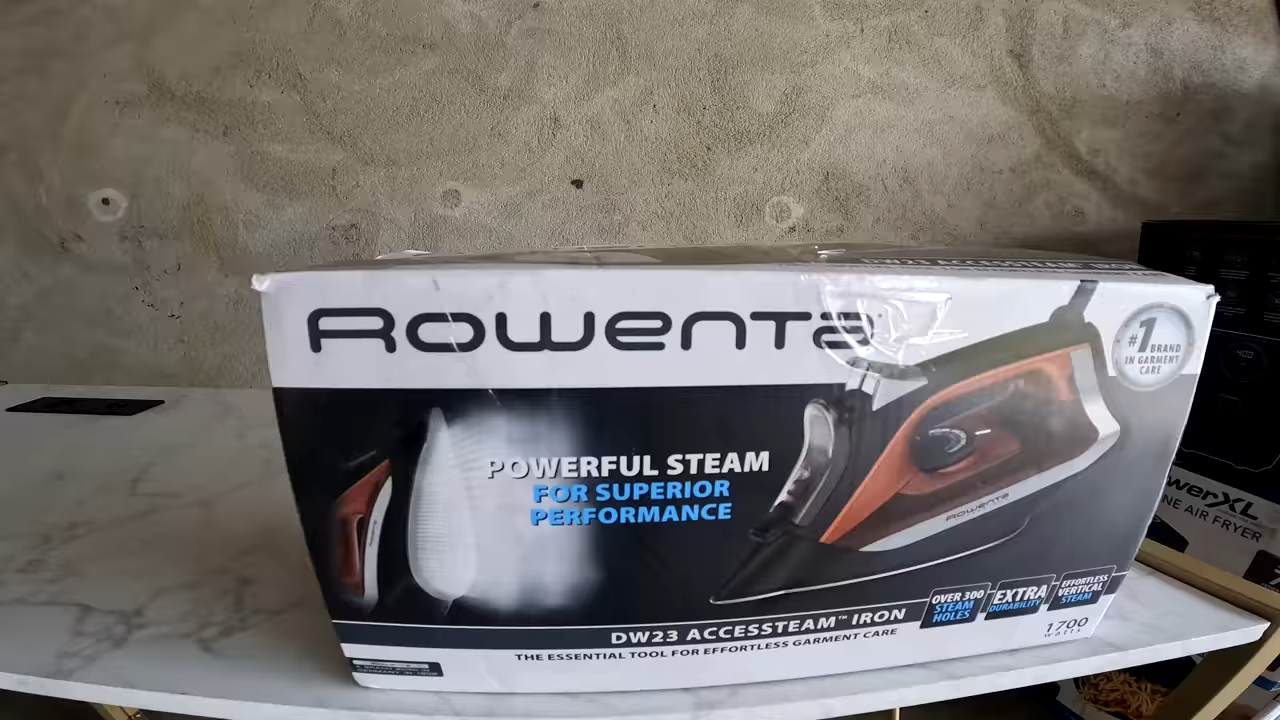 DW23 ACCESSTEAM IRON
ROWENTA
#1 BRAND
IN GARMENT
CARE
POWERFUL STEAM
FOR SUPERIOR
PERFORMANCE
ROWENTA
OVER 300
STEAM
HOLES
EXTRA
DURABILITY
EFFORTLESS
VERTICAL
STEAM
DW23 ACCESSTEAM™ IRON
THE ESSENTIAL TOOL FOR EFFORTLESS GARMENT CARE
1700
watts
400
werXL
NE AIR FRYER